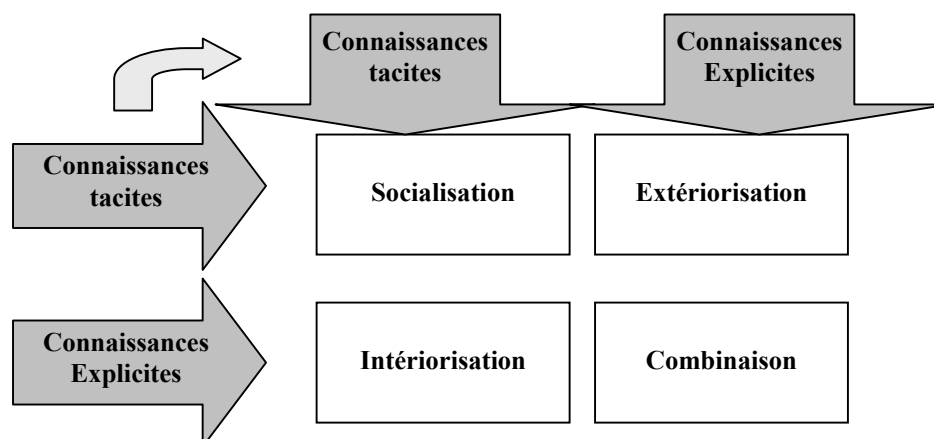 Connaissances
tacites
Connaissances
Explicites
Connaissances
tacites
Socialisation
Extériorisation
Connaissances
Explicites
Intériorisation
Combinaison